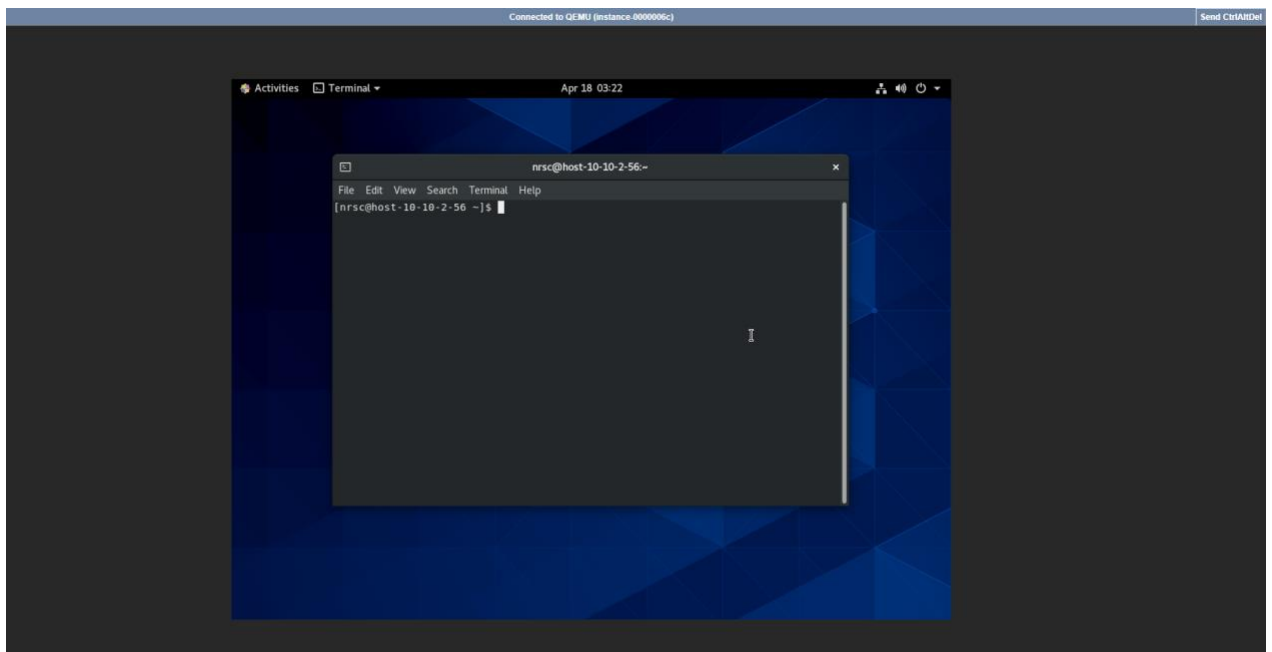 Connected to QEMU (instance-0000006c) Send CtrlAltDel
Activities Terminal Apr 18 03:22
nrsc@host-10-10-2-56:~
File Edit View Search Terminal Help
[nrsc@host-10-10-2-56 ~]$